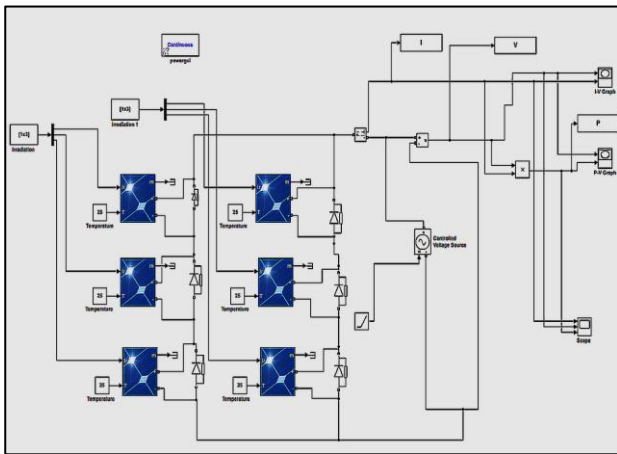 Continuous
powergui
I
V
I-V Graph
[1x3]
Irradiation
[1x3]
Irradiation 1
P
P-V Graph
25
Temperature
25
Temperature
Controlled
Voltage Source
25
Temperature
25
Temperature
Scope
25
Temperature
25
Temperature